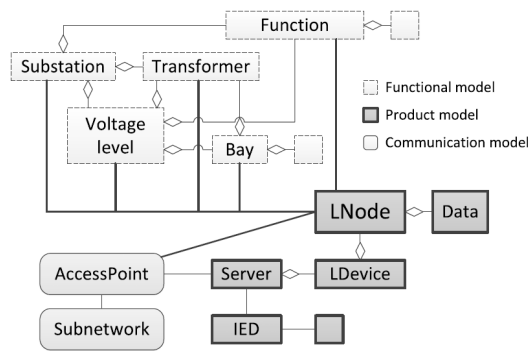 Function
Substation
Transformer
Functional model
Product model
Communication model
Voltage
level
Bay
LNode
Data
AccessPoint
Server
LDevice
Subnetwork
IED